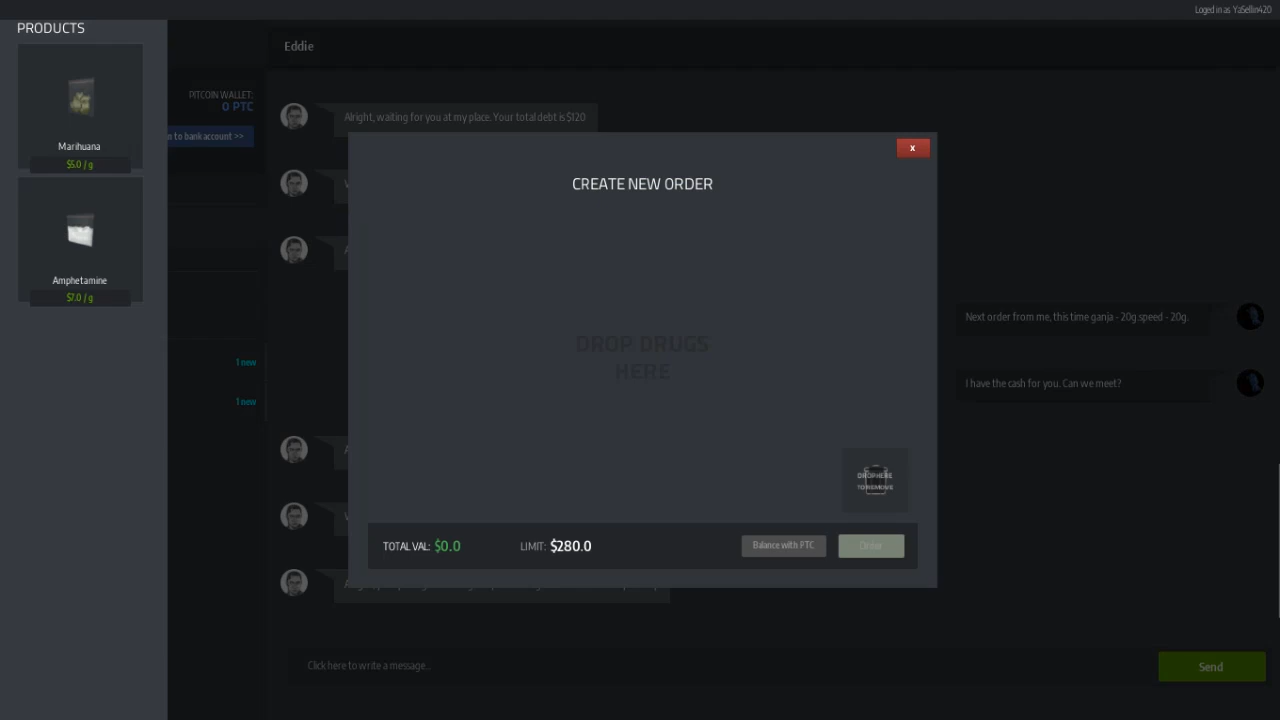 Loged in as YaSellin420
PRODUCTS
Eddie
PITCOIN WALLET:
0 PTC
n to bank account >>
Marihuana
$5.0 / g
Amphetamine
$7.0 / g
1 new
1 new
Alright, waiting for you at my place. Your total debt is $120
Next order from me, this time ganja - 20g.speed - 20g.
I have the cash for you. Can we meet?
x
CREATE NEW ORDER
DROP DRUGS
HERE
DROP HERE
TO REMOVE
TOTAL VAL: $0.0
LIMIT: $280.0
Balance with PTC
Order
Click here to write a message...
Send